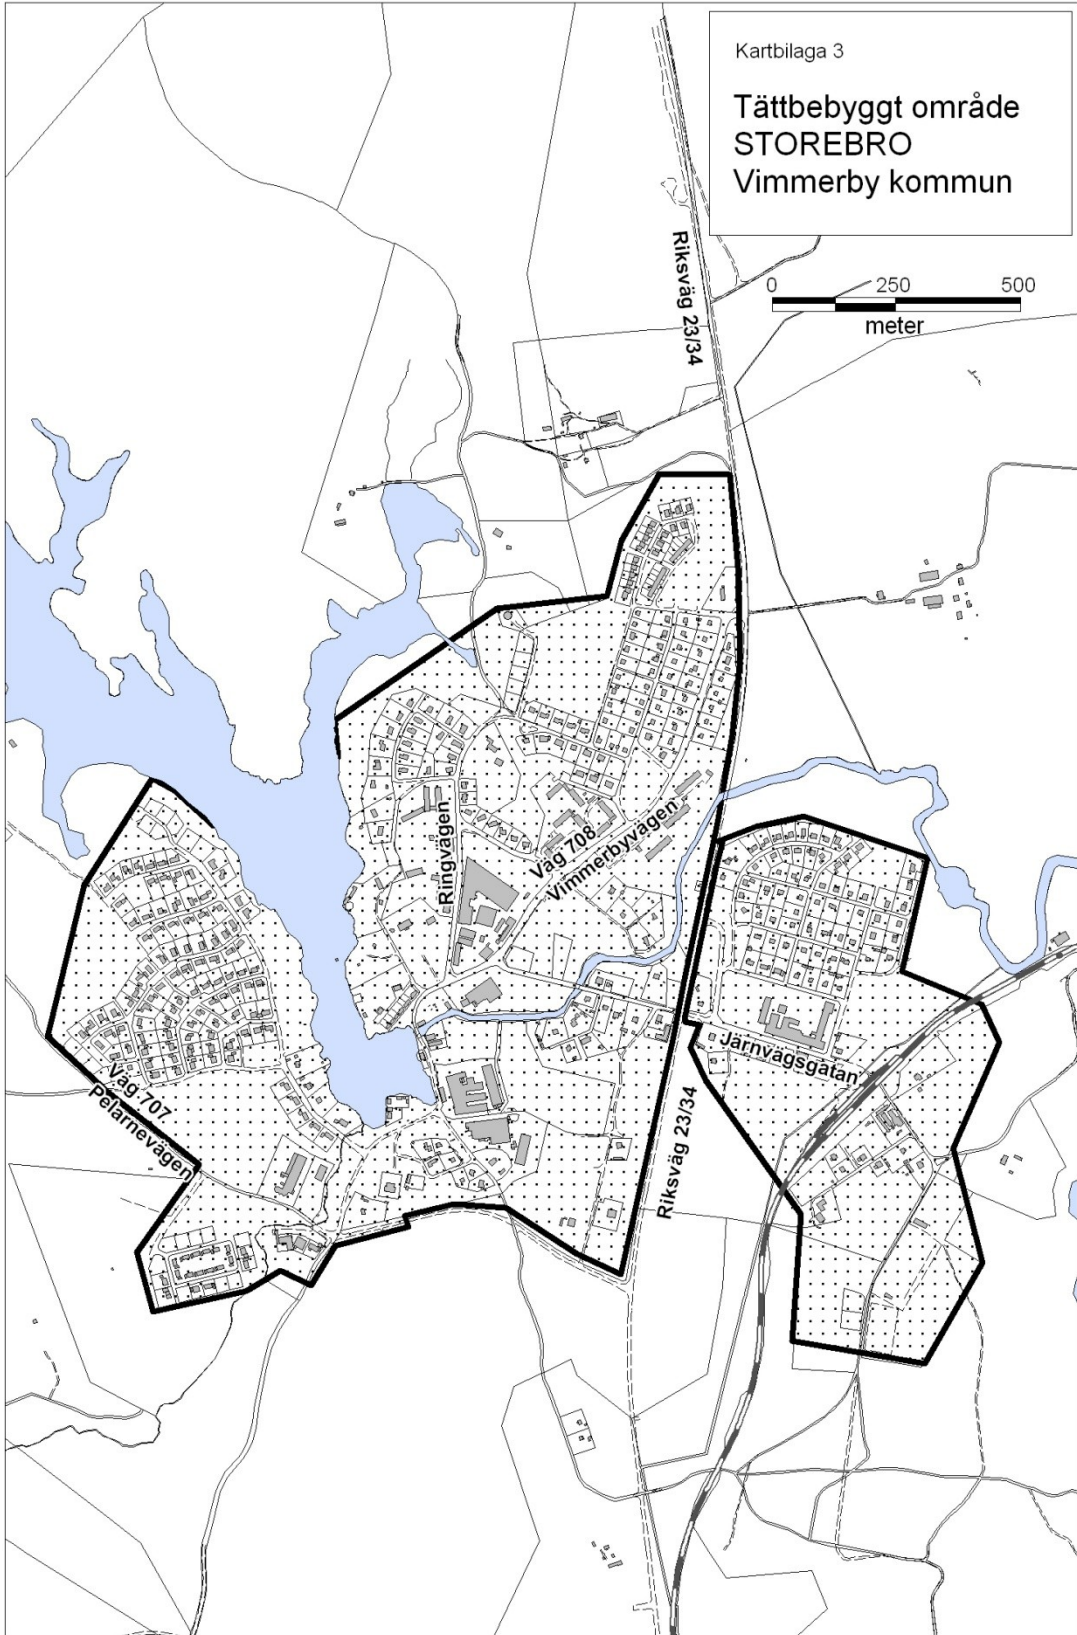 Kartbilaga 3
Tättbebyggt område
STOREBRO
Vimmerby kommun
0 250 500
meter
Riksväg 23/34
Ringvägen
Väg 708
Vimmerbyvägen
Järnvägsgatan
Väg 707
Pelarnevägen
Riksväg 23/34